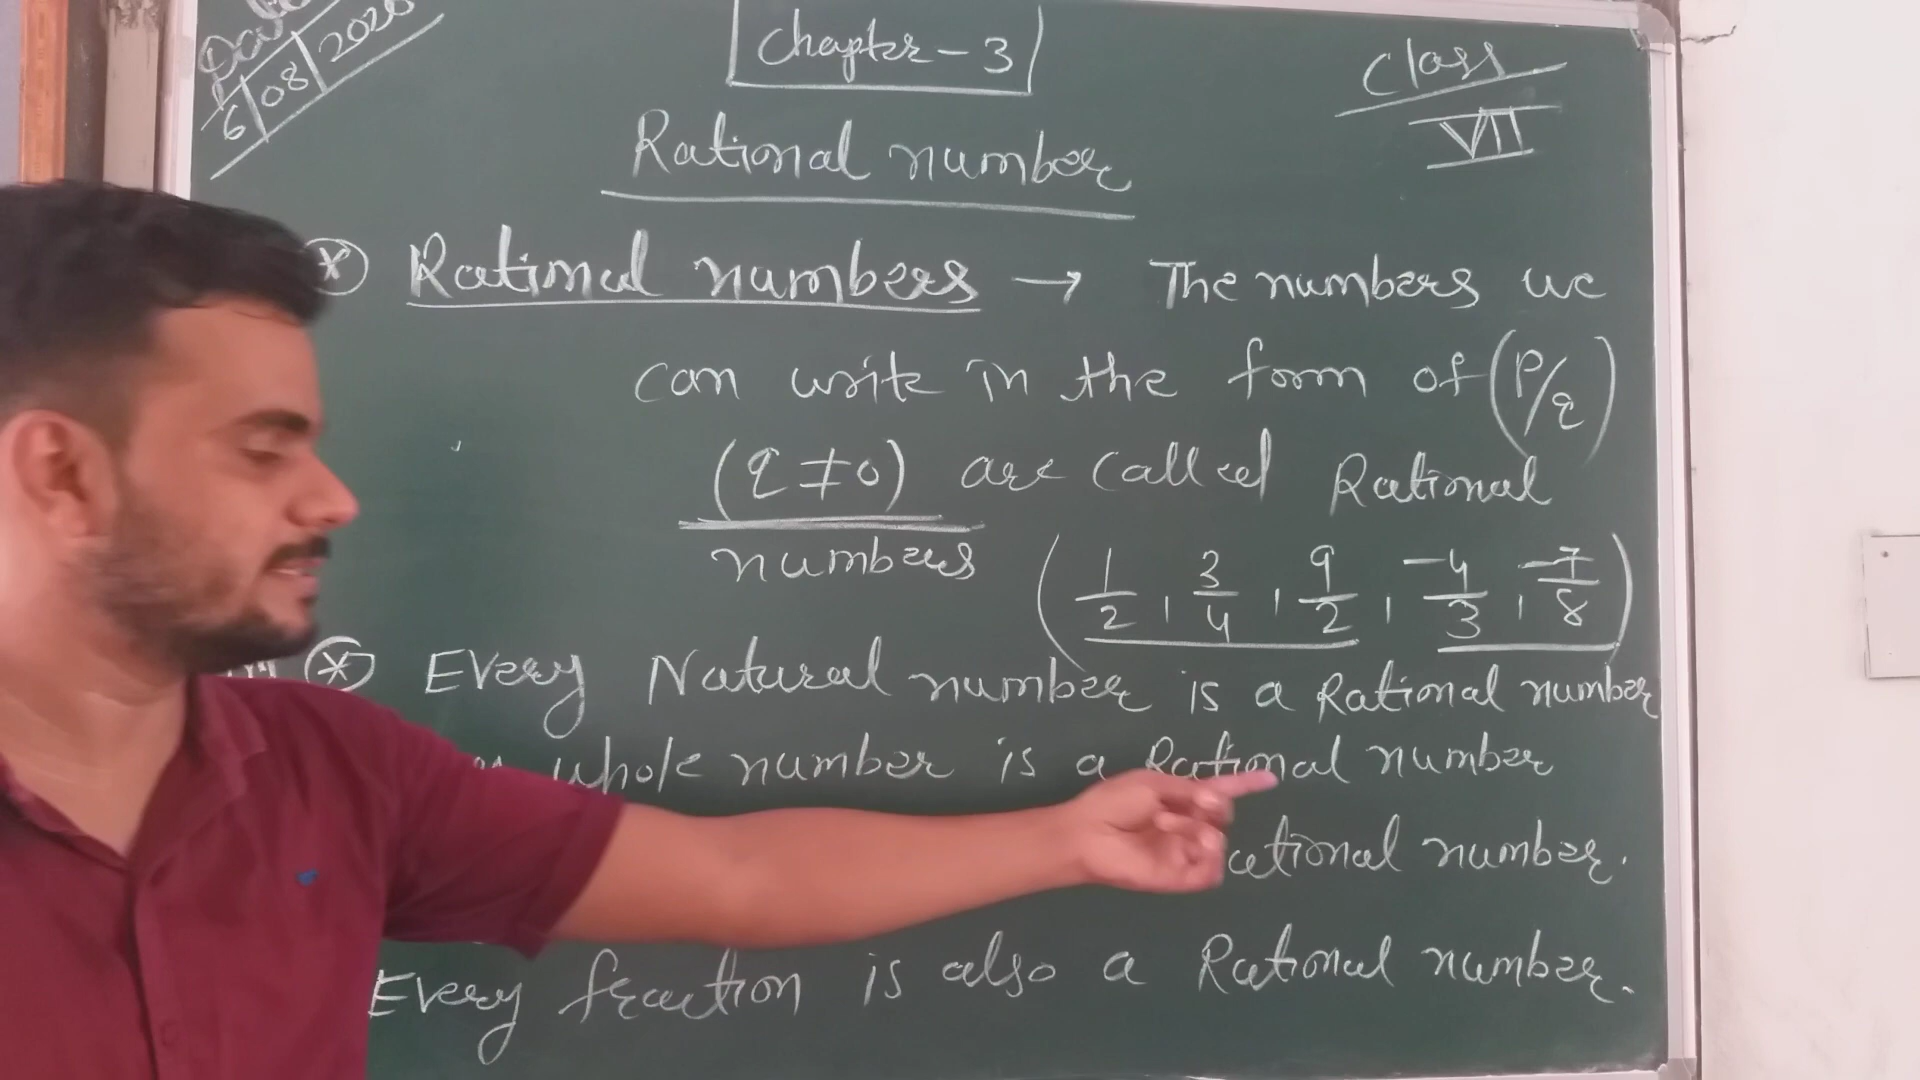 Date
6/08/2020
Chapter-3
Class
VII
Rational number
* Rational numbers → The numbers we
can write in the form of (P/q)
(q≠0) are called Rational
numbers (1/2, 3/4, 9/2, -4/3, -7/8)
* Every Natural number is a Rational number
whole number is a Rational number
number.
Every fraction is also a Rational number.